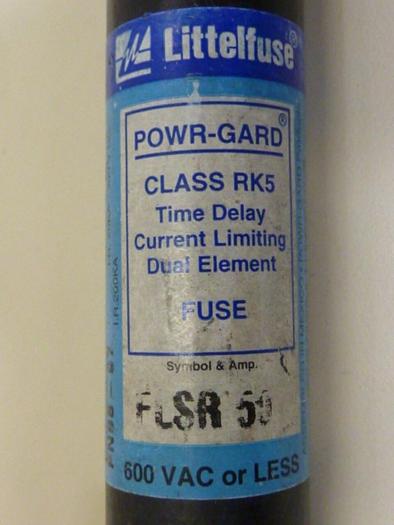 Littelfuse®
POWR-GARD®
CLASS RK5
Time Delay
Current Limiting
Dual Element
FUSE
Symbol & Amp.
FLSR
600 VAC or LESS
I.R. 200KA